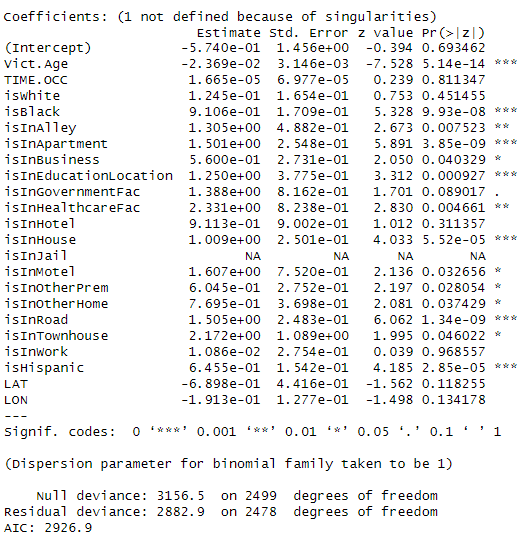 Coefficients: (1 not defined because of singularities)
                      Estimate Std. Error z value Pr(>|z|)
(Intercept)         -5.740e-01  1.456e+00  -0.394 0.693462
Vict.Age            -2.369e-02  3.146e-03  -7.528 5.14e-14 ***
TIME.OCC             1.665e-05  6.977e-05   0.239 0.811347
isWhite              1.245e-01  1.654e-01   0.753 0.451455
isBlack              9.106e-01  1.709e-01   5.328 9.93e-08 ***
isInAlley            1.305e+00  4.882e-01   2.673 0.007523 **
isInApartment        1.501e+00  2.548e-01   5.891 3.85e-09 ***
isInBusiness         5.600e-01  2.731e-01   2.050 0.040329 *
isInEducationLocation 1.250e+00  3.775e-01   3.312 0.000927 ***
isInGovernmentFac    1.388e+00  8.162e-01   1.701 0.089017 .
isInHealthcareFac    2.331e+00  8.238e-01   2.830 0.004661 **
isInHotel            9.113e-01  9.002e-01   1.012 0.311357
isInHouse            1.009e+00  2.501e-01   4.033 5.52e-05 ***
isInJail                    NA         NA      NA       NA
isInMotel            1.607e+00  7.520e-01   2.136 0.032656 *
isInOtherPrem        6.045e-01  2.752e-01   2.197 0.028054 *
isInOtherHome        7.695e-01  3.698e-01   2.081 0.037429 *
isInRoad             1.505e+00  2.483e-01   6.062 1.34e-09 ***
isInTownhouse        2.172e+00  1.089e+00   1.995 0.046022 *
isInWork             1.086e-02  2.754e-01   0.039 0.968557
isHispanic           6.455e-01  1.542e-01   4.185 2.85e-05 ***
LAT                 -6.898e-01  4.416e-01  -1.562 0.118255
LON                 -1.913e-01  1.277e-01  -1.498 0.134178
---
Signif. codes:  0 ‘***’ 0.001 ‘**’ 0.01 ‘*’ 0.05 ‘.’ 0.1 ‘ ’ 1
(Dispersion parameter for binomial family taken to be 1)
    Null deviance: 3156.5  on 2499  degrees of freedom
Residual deviance: 2882.9  on 2478  degrees of freedom
AIC: 2926.9